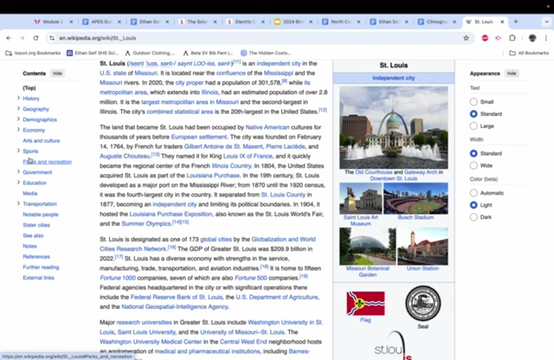 Module
APES Guid
Ethan Sel
The Solar
Electric C
2024 Broc
North Co
Ethan Sel
Climograp
St. Louis
en.wikipedia.org/wiki/St._Louis
isoyrt.org Bookmarks
Ethan Self SHS Sc...
Outdoor Clothing,...
Bella SV Bik Pant |...
The Hidden Costs...
All Bookmarks
Contents hide
(Top)
History
Geography
Demographics
Economy
Arts and culture
Sports
Parks and recreation
Government
Education
Media
Transportation
Notable people
Sister cities
See also
Notes
References
Further reading
External links
St. Louis is an independent city in the
U.S. state of Missouri. It is located near the confluence of the Mississippi and the
Missouri rivers. In 2020, the city proper had a population of 301,578, while its
metropolitan area, which extends into Illinois, had an estimated population of over 2.8
million. It is the largest metropolitan area in Missouri and the second-largest in
Illinois. The city's combined statistical area is the 20th-largest in the United States.
The land that became St. Louis had been occupied by Native American cultures for
thousands of years before European settlement. The city was founded on February
14, 1764, by French fur traders Gilbert Antoine de St. Maxent, Pierre Laclède, and
Auguste Chouteau. They named it for King Louis IX of France, and it quickly
became the regional center of the French Illinois Country. In 1804, the United States
acquired St. Louis as part of the Louisiana Purchase. In the 19th century, St. Louis
developed as a major port on the Mississippi River; from 1870 until the 1920 census,
it was the fourth-largest city in the country. It separated from St. Louis County in
1877, becoming an independent city and limiting its political boundaries. In 1904, it
hosted the Louisiana Purchase Exposition, also known as the St. Louis World's Fair,
and the Summer Olympics.
St. Louis is designated as one of 173 global cities by the Globalization and World
Cities Research Network. The GDP of Greater St. Louis was $209.9 billion in
2022. St. Louis has a diverse economy with strengths in the service,
manufacturing, trade, transportation, and aviation industries. It is home to fifteen
Fortune 1000 companies, seven of which are also Fortune 500 companies.
Federal agencies headquartered in the city or with significant operations there
include the Federal Reserve Bank of St. Louis, the U.S. Department of Agriculture,
and the National Geospatial-Intelligence Agency.
Major research universities in Greater St. Louis include Washington University in St.
Louis, Saint Louis University, and the University of Missouri–St. Louis. The
Washington University Medical Center in the Central West End neighborhood hosts
an agglomeration of medical and pharmaceutical institutions, including Barnes-
St. Louis
Independent city
The Old Courthouse and Gateway Arch in
Downtown St. Louis
Saint Louis Art
Museum
Busch Stadium
Missouri Botanical
Garden
Union Station
Flag
Seal
st.lou
Appearance hide
Text
Small
Standard
Large
Width
Standard
Wide
Color (beta)
Automatic
Light
Dark
https://en.wikipedia.org/wiki/St._Louis#Parks_and_recreation